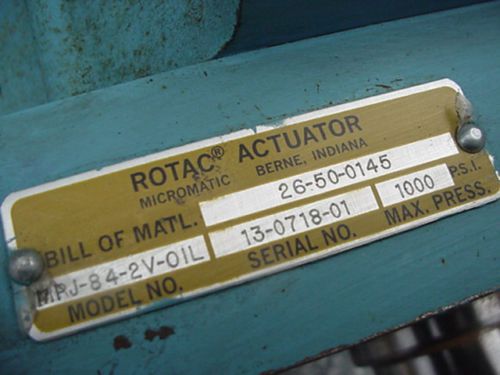 ROTAC® ACTUATOR
MICROMATIC BERNE, INDIANA
BILL OF MATL. 26-50-0145
MPJ-84-2V-OIL 13-0718-01 1000 P.S.I.
MODEL NO. SERIAL NO. MAX. PRESS.